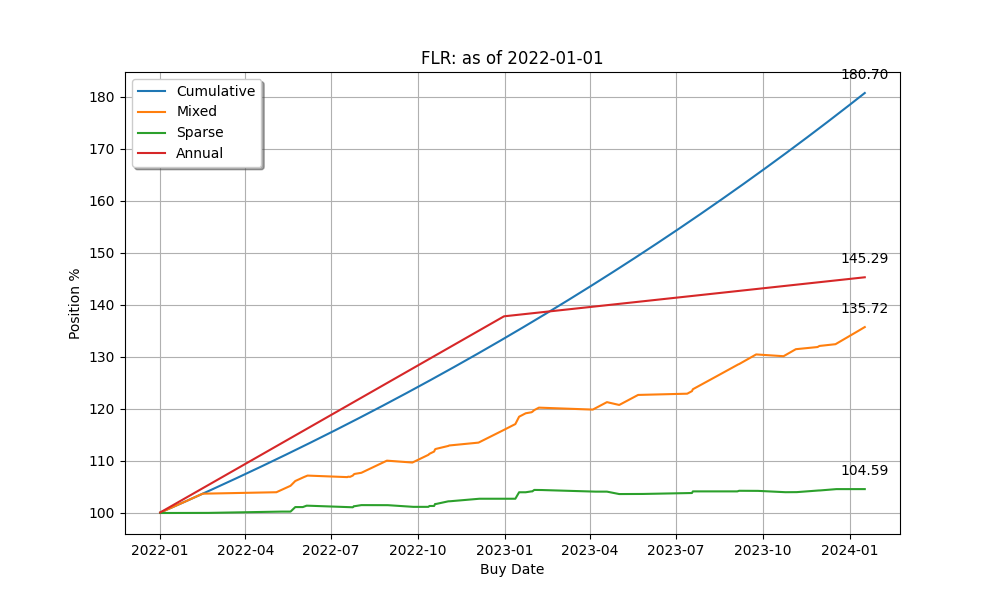 FLR: as of 2022-01-01
180.70
180
170
160
150
140
130
120
110
100
Position %
Cumulative
Mixed
Sparse
Annual
145.29
135.72
104.59
2022-01 2022-04 2022-07 2022-10 2023-01 2023-04 2023-07 2023-10 2024-01
Buy Date